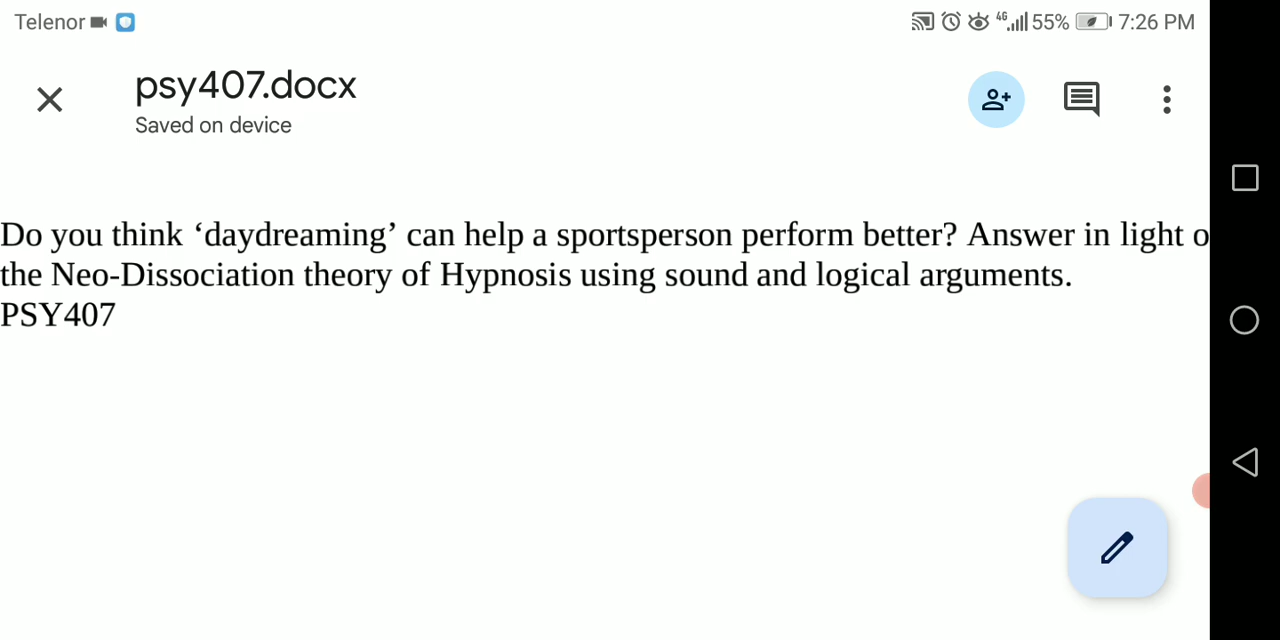 Telenor 4G 55% 7:26 PM
psy407.docx
Saved on device
Do you think ‘daydreaming’ can help a sportsperson perform better? Answer in light o
the Neo-Dissociation theory of Hypnosis using sound and logical arguments.
PSY407